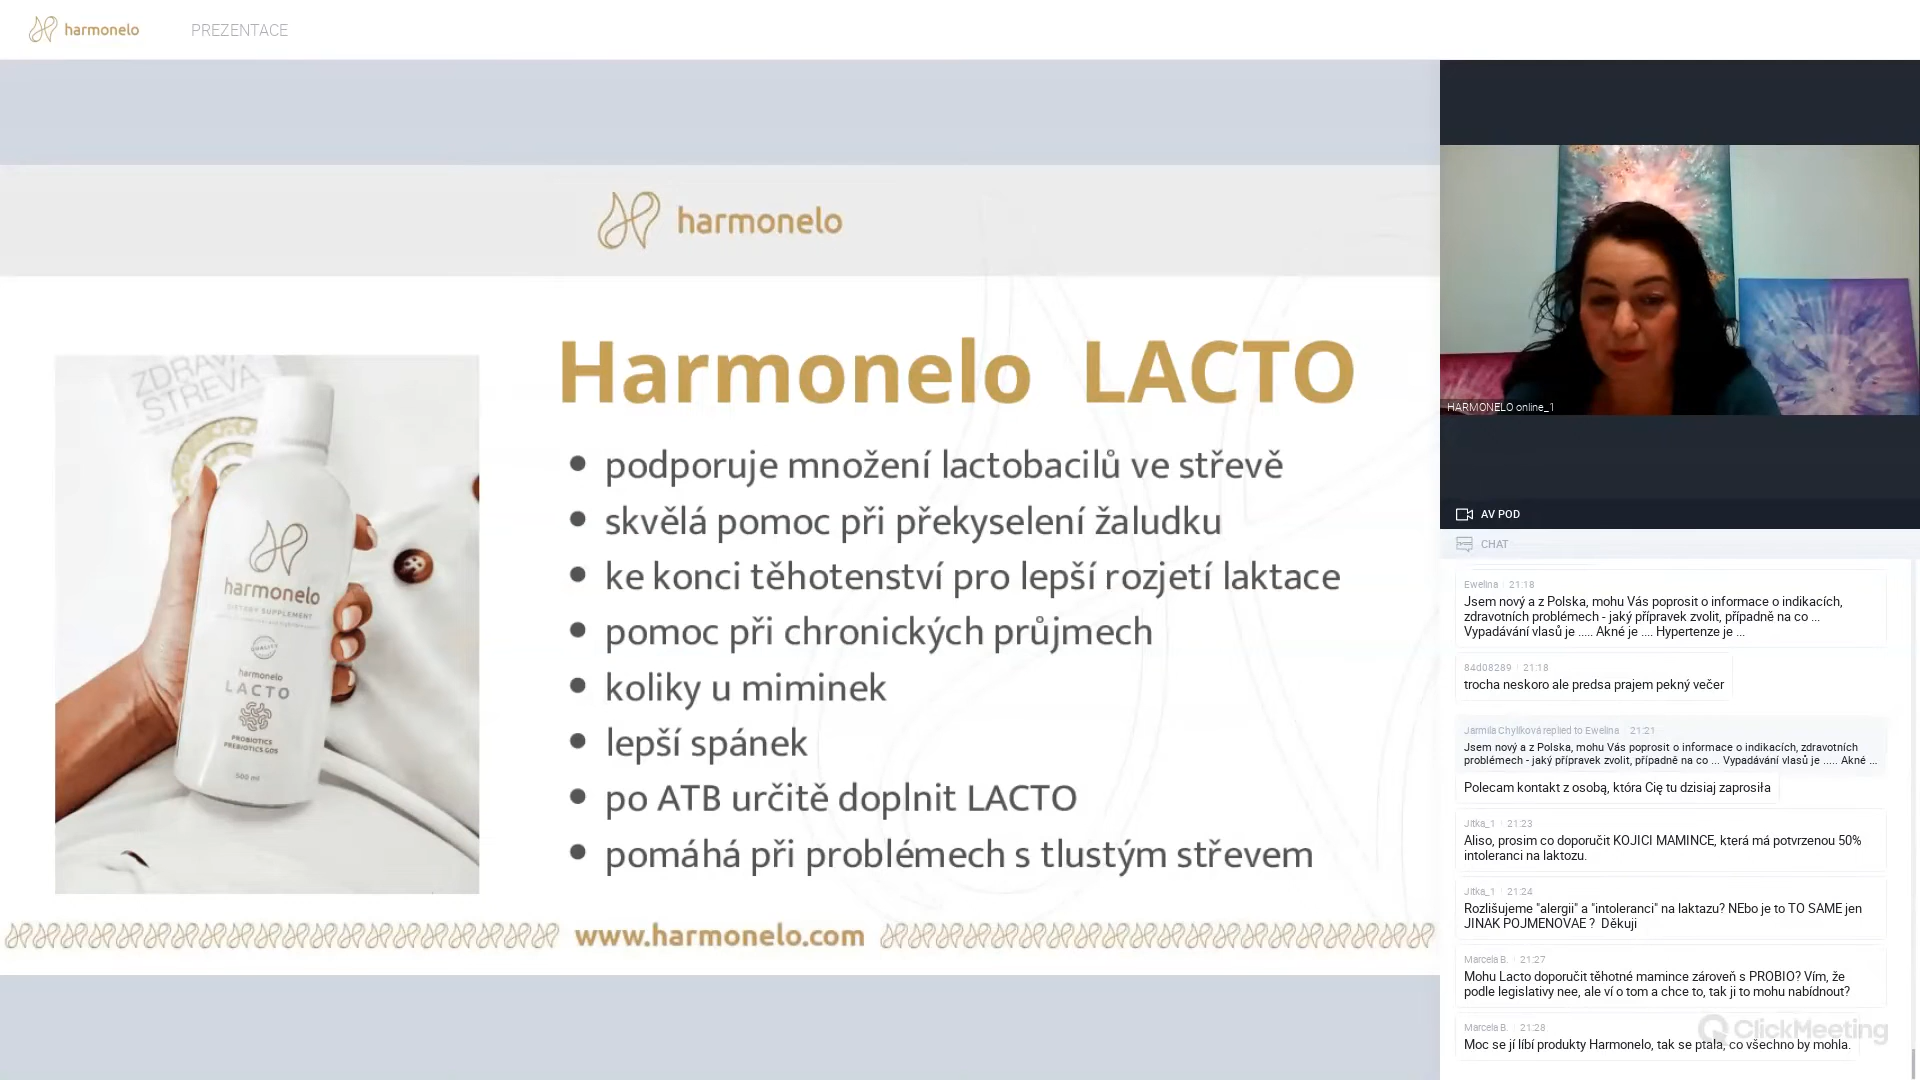 harmonelo
PREZENTACE
harmonelo
Harmonelo LACTO
• podporuje množení lactobacilů ve střevě
• skvělá pomoc při překyselení žaludku
• ke konci těhotenství pro lepší rozjetí laktace
• pomoc při chronických průjmech
• koliky u miminek
• lepší spánek
• po ATB určitě doplnit LACTO
• pomáhá při problémech s tlustým střevem
ZDRAVÁ
STŘEVA
harmonelo
DIETARY SUPPLEMENT
QUALITY
harmonelo
LACTO
PROBIOTICS
PREBIOTICS GOS
500 ml
www.harmonelo.com
HARMONELO online_1
AV POD
CHAT
Ewelina 21:18
Jsem nový a z Polska, mohu Vás poprosit o informace o indikacích,
zdravotních problémech - jaký přípravek zvolit, případně na co ...
Vypadávání vlasů je ..... Akné je .... Hypertenze je ...
84d08289 21:18
trocha neskoro ale predsa prajem pekný večer
Jarmila Chylíková replied to Ewelina 21:21
Jsem nový a z Polska, mohu Vás poprosit o informace o indikacích, zdravotních
problémech - jaký přípravek zvolit, případně na co ... Vypadávání vlasů je ..... Akné ...
Polecam kontakt z osobą, która Cię tu dzisiaj zaprosiła
Jitka_1 21:23
Aliso, prosim co doporučit KOJICI MAMINCE, která má potvrzenou 50%
intoleranci na laktozu.
Jitka_1 21:24
Rozlišujeme "alergii" a "intoleranci" na laktazu? NEbo je to TO SAME jen
JINAK POJMENOVAE ? Děkuji
Marcela B. 21:27
Mohu Lacto doporučit těhotné mamince zároveň s PROBIO? Vím, že
podle legislativy nee, ale ví o tom a chce to, tak ji to mohu nabídnout?
Marcela B. 21:28
Moc se jí líbí produkty Harmonelo, tak se ptala, co všechno by mohla.
ClickMeeting